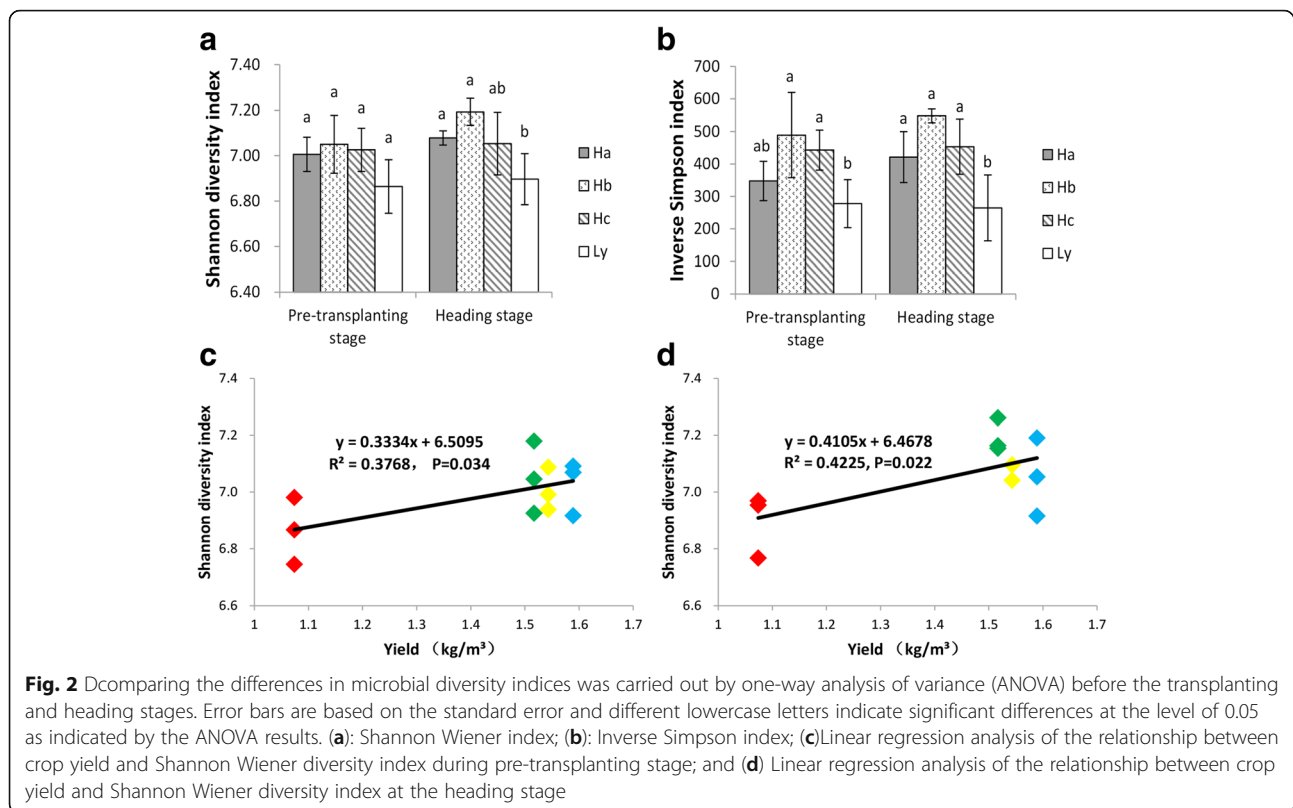 a
Shannon diversity index
7.40
7.20
7.00
6.80
6.60
6.40
a
a
a
a
a
a
ab
b
Pre-transplanting stage
Heading stage
Ha
Hb
Hc
Ly
b
Inverse Simpson index
700
600
500
400
300
200
100
0
ab
a
a
b
a
a
a
b
Pre-transplanting stage
Heading stage
Ha
Hb
Hc
Ly
c
Shannon diversity index
7.4
7.2
7.0
6.8
6.6
y = 0.3334x + 6.5095
R² = 0.3768， P=0.034
1 1.1 1.2 1.3 1.4 1.5 1.6 1.7
Yield （kg/m³）
d
Shannon diversity index
7.4
7.2
7.0
6.8
6.6
y = 0.4105x + 6.4678
R² = 0.4225, P=0.022
1 1.1 1.2 1.3 1.4 1.5 1.6 1.7
Yield （kg/m³）
Fig. 2 Dcomparing the differences in microbial diversity indices was carried out by one-way analysis of variance (ANOVA) before the transplanting
and heading stages. Error bars are based on the standard error and different lowercase letters indicate significant differences at the level of 0.05
as indicated by the ANOVA results. (a): Shannon Wiener index; (b): Inverse Simpson index; (c)Linear regression analysis of the relationship between
crop yield and Shannon Wiener diversity index during pre-transplanting stage; and (d) Linear regression analysis of the relationship between crop
yield and Shannon Wiener diversity index at the heading stage